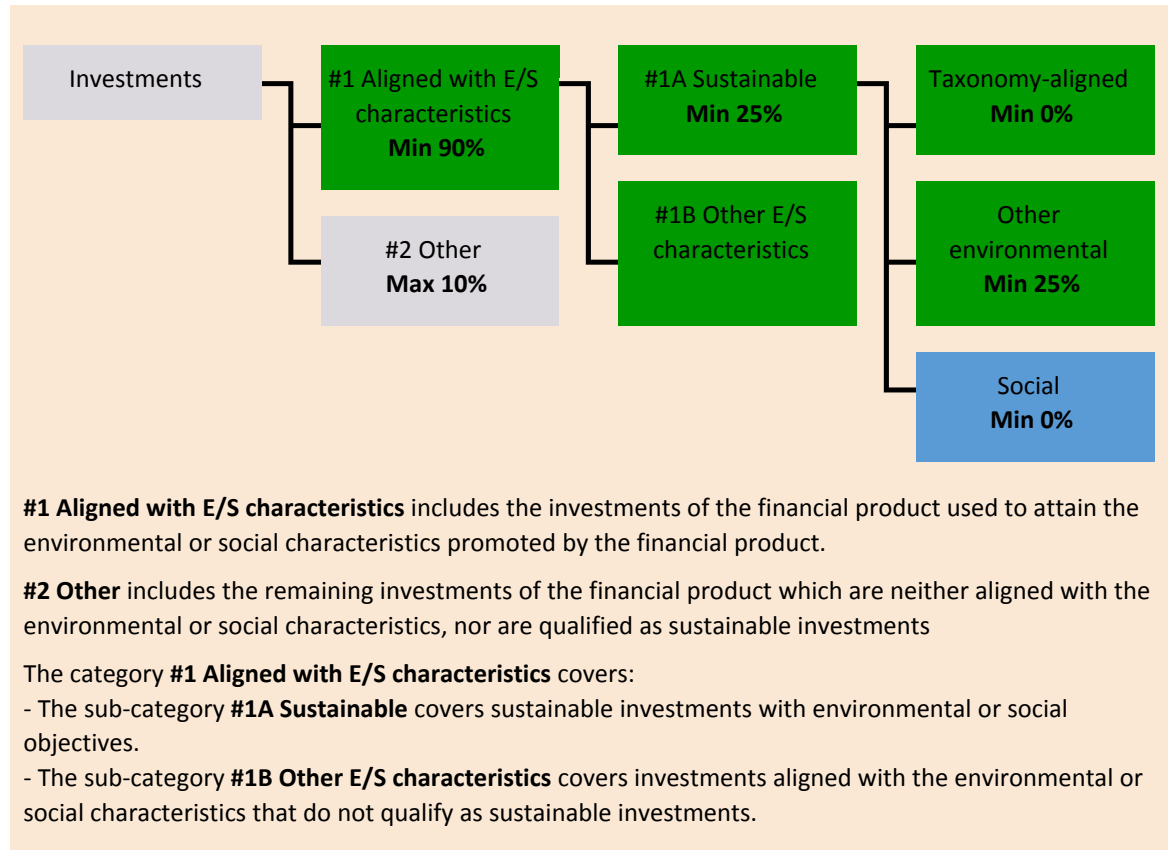 Investments
#1 Aligned with E/S
characteristics
Min 90%
#2 Other
Max 10%
#1A Sustainable
Min 25%
#1B Other E/S
characteristics
Taxonomy-aligned
Min 0%
Other
environmental
Min 25%
Social
Min 0%
#1 Aligned with E/S characteristics includes the investments of the financial product used to attain the
environmental or social characteristics promoted by the financial product.
#2 Other includes the remaining investments of the financial product which are neither aligned with the
environmental or social characteristics, nor are qualified as sustainable investments
The category #1 Aligned with E/S characteristics covers:
- The sub-category #1A Sustainable covers sustainable investments with environmental or social
objectives.
- The sub-category #1B Other E/S characteristics covers investments aligned with the environmental or
social characteristics that do not qualify as sustainable investments.